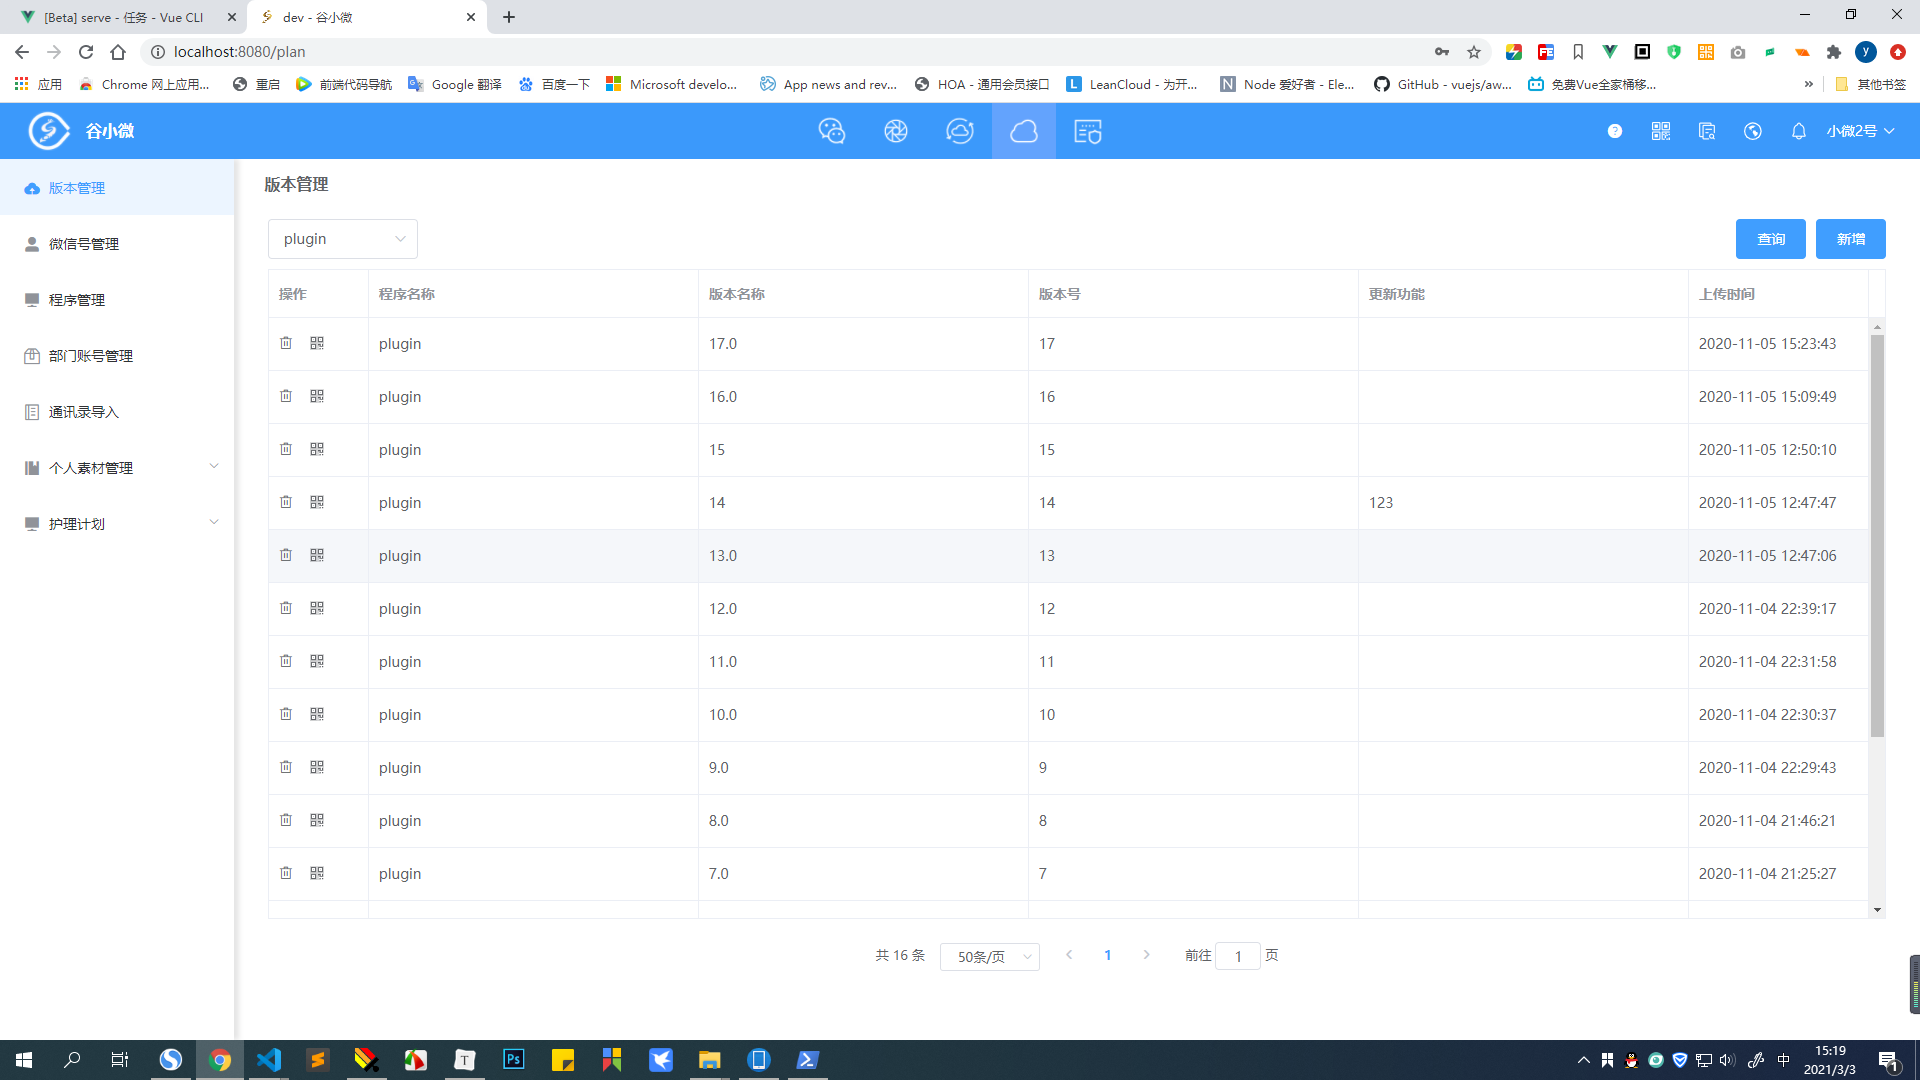 [Beta] serve - 任务 - Vue CLI
dev - 谷小微
localhost:8080/plan
应用
Chrome 网上应用...
重启
前端代码导航
Google 翻译
百度一下
Microsoft develo...
App news and rev...
HOA - 通用会员接口
LeanCloud - 为开...
Node 爱好者 - Ele...
GitHub - vuejs/aw...
免费Vue全家桶移...
»
其他书签
谷小微
小微2号
版本管理
微信号管理
程序管理
部门账号管理
通讯录导入
个人素材管理
护理计划
版本管理
plugin
查询
新增
操作 程序名称 版本名称 版本号 更新功能 上传时间
plugin 17.0 17 2020-11-05 15:23:43
plugin 16.0 16 2020-11-05 15:09:49
plugin 15 15 2020-11-05 12:50:10
plugin 14 14 123 2020-11-05 12:47:47
plugin 13.0 13 2020-11-05 12:47:06
plugin 12.0 12 2020-11-04 22:39:17
plugin 11.0 11 2020-11-04 22:31:58
plugin 10.0 10 2020-11-04 22:30:37
plugin 9.0 9 2020-11-04 22:29:43
plugin 8.0 8 2020-11-04 21:46:21
plugin 7.0 7 2020-11-04 21:25:27
共 16 条 50条/页 1 前往 1 页
中
15:19
2021/3/3
1